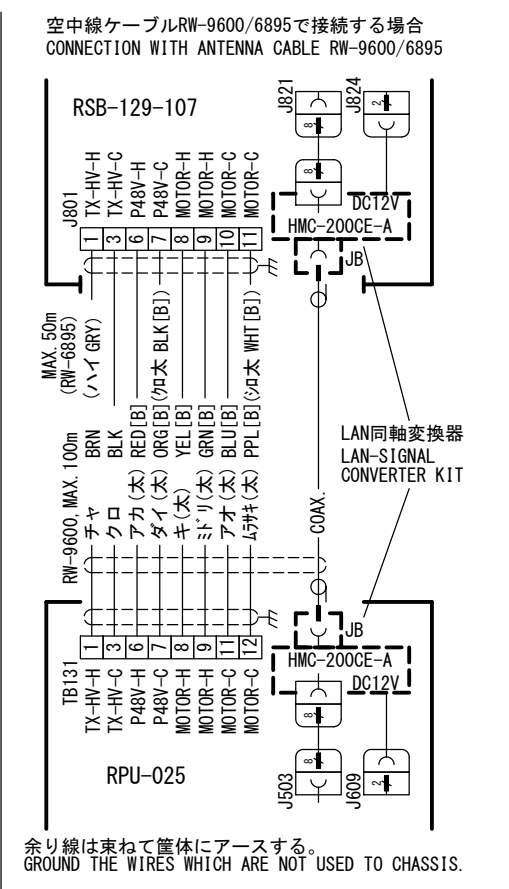 空中線ケーブルRW-9600/6895で接続する場合
CONNECTION WITH ANTENNA CABLE RW-9600/6895
RSB-129-107
J821
J824
8
2
8
J801
TX-HV-H
TX-HV-C
P48V-H
P48V-C
MOTOR-H
MOTOR-H
MOTOR-C
MOTOR-C
DC12V
HMC-200CE-A
1 3 6 7 8 9 10 11
JB
MAX. 50m
(RW-6895)
(ハイ GRY)
(クロ太 BLK[B])
(シロ太 WHT[B])
RW-9600, MAX. 100m
チャ BRN
クロ BLK
アカ(太) RED[B]
ダイ(太) ORG[B]
キ(太) YEL[B]
ミドリ(太) GRN[B]
アオ(太) BLU[B]
ムラサキ(太) PPL[B]
COAX.
LAN同軸変換器
LAN-SIGNAL
CONVERTER KIT
JB
TB131
1 3 6 7 8 9 11 12
HMC-200CE-A
DC12V
TX-HV-H
TX-HV-C
P48V-H
P48V-C
MOTOR-H
MOTOR-H
MOTOR-C
MOTOR-C
8
RPU-025
J503
8
J609
2
余り線は束ねて筐体にアースする。
GROUND THE WIRES WHICH ARE NOT USED TO CHASSIS.